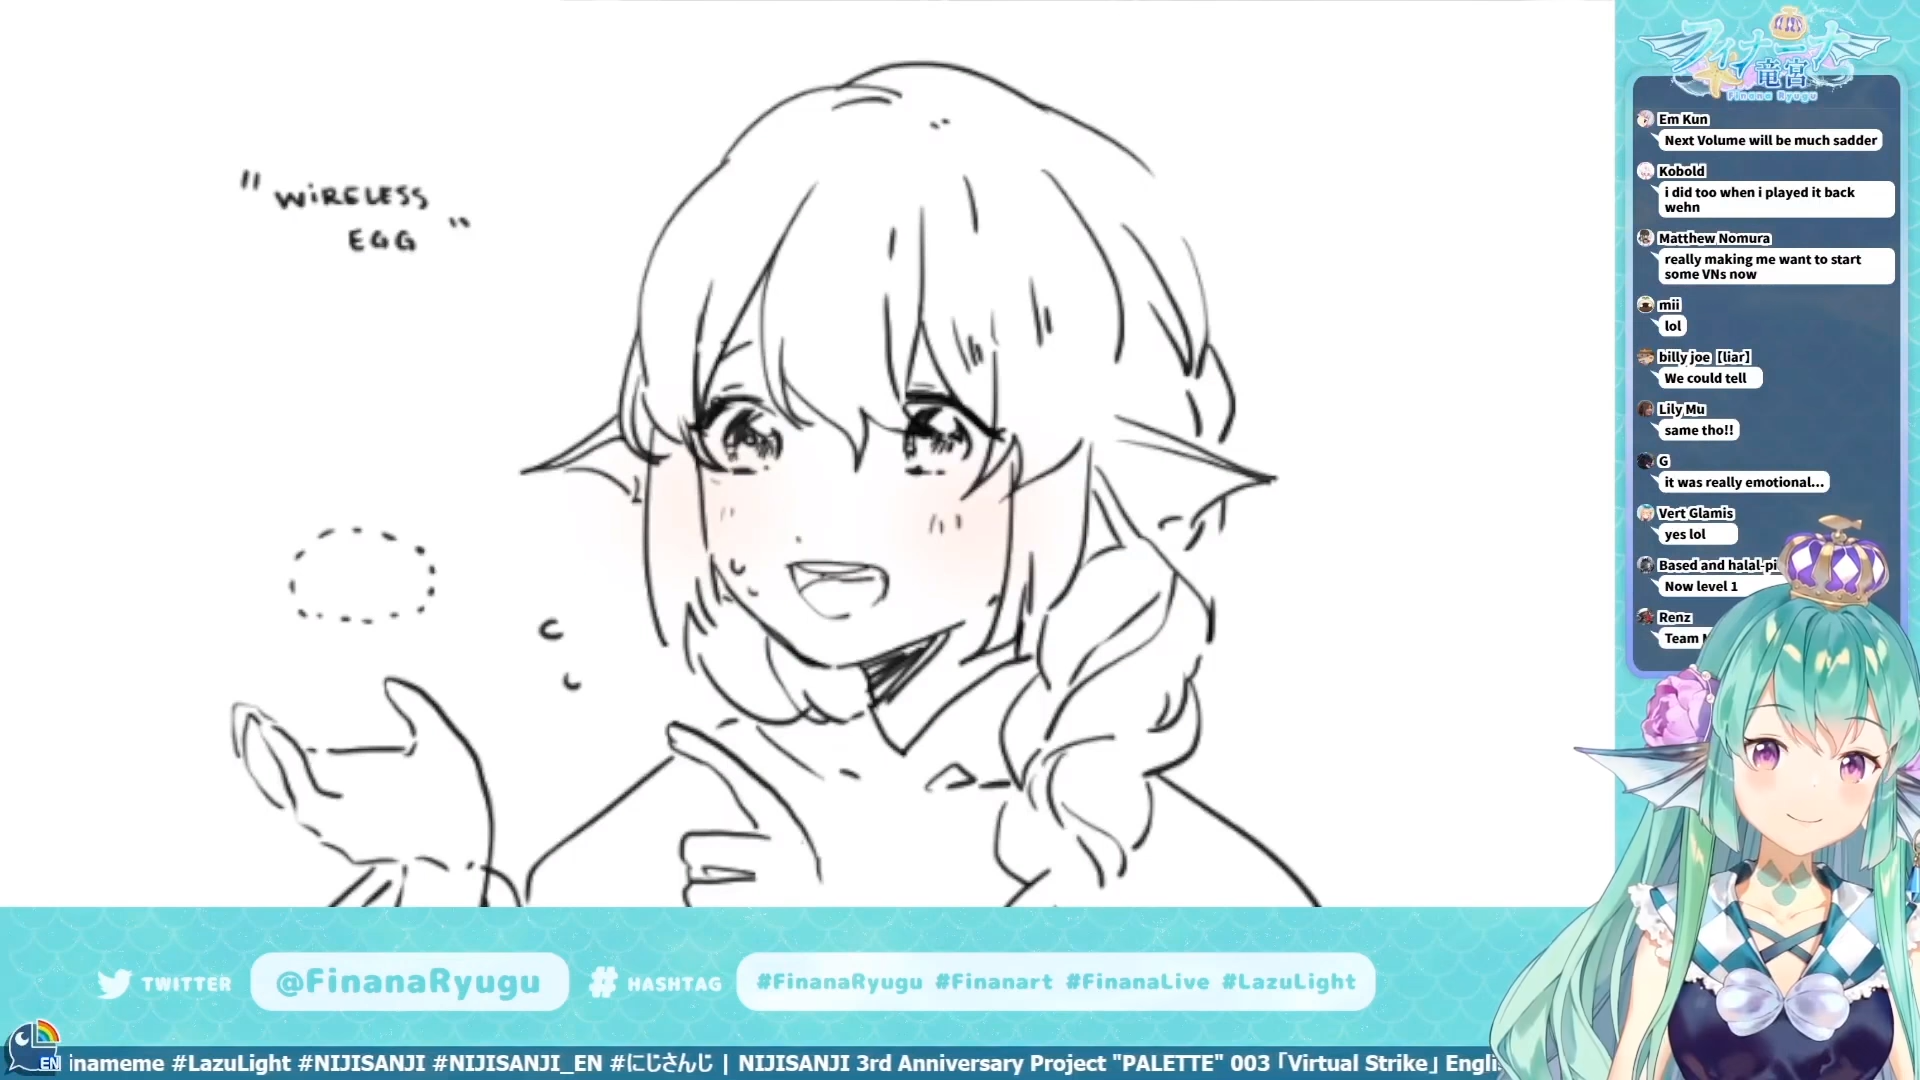 " WIRELESS
EGG "
フィナーナ
竜宮
Finana Ryugu
Em Kun
Next Volume will be much sadder
Kobold
i did too when i played it back
wehn
Matthew Nomura
really making me want to start
some VNs now
mii
lol
billy joe【liar】
We could tell
Lily Mu
same tho!!
G
it was really emotional...
Vert Glamis
yes lol
Based and halal-pi
Now level 1
Renz
Team
TWITTER
@FinanaRyugu
# HASHTAG
#FinanaRyugu #Finanart #FinanaLive #LazuLight
EN
inameme #LazuLight #NIJISANJI #NIJISANJI_EN #にじさんじ | NIJISANJI 3rd Anniversary Project "PALETTE" 003「Virtual Strike」Engli